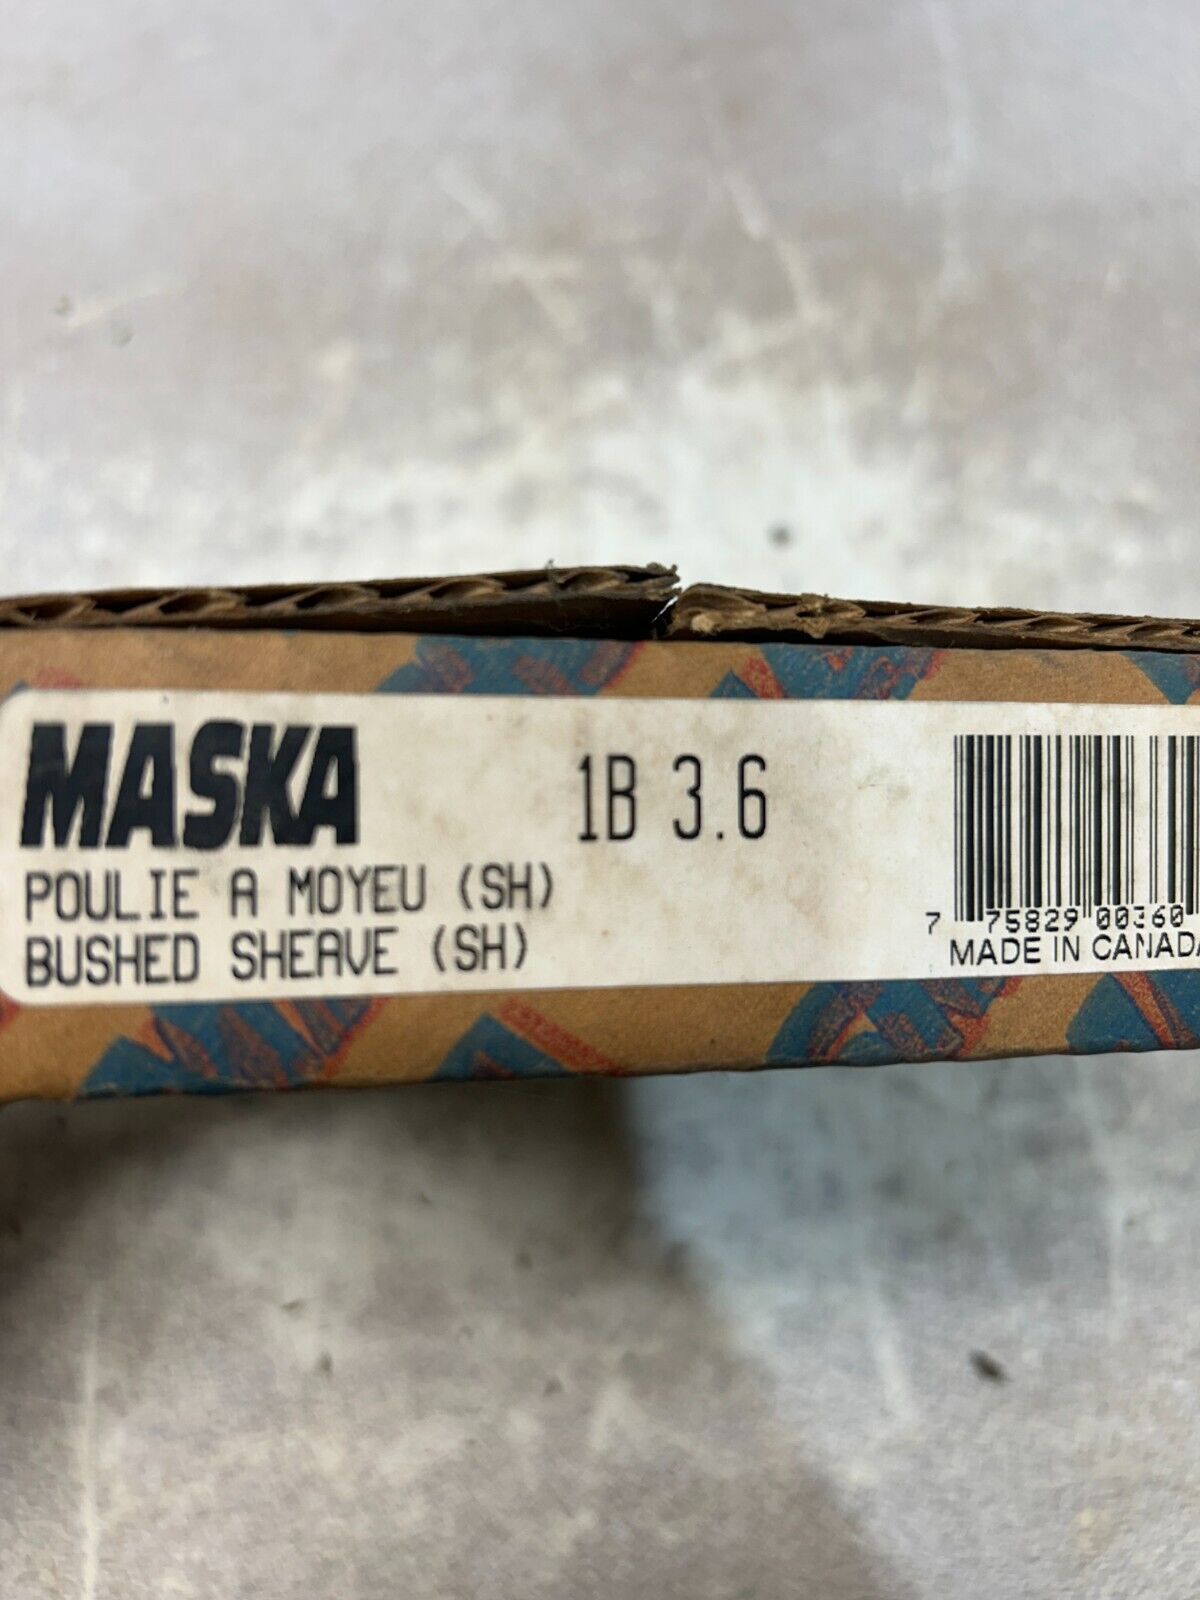 MASKA
1B 3.6
POULIE A MOYEU (SH)
BUSHED SHEAVE (SH)
7 75829 00360
MADE IN CANADA